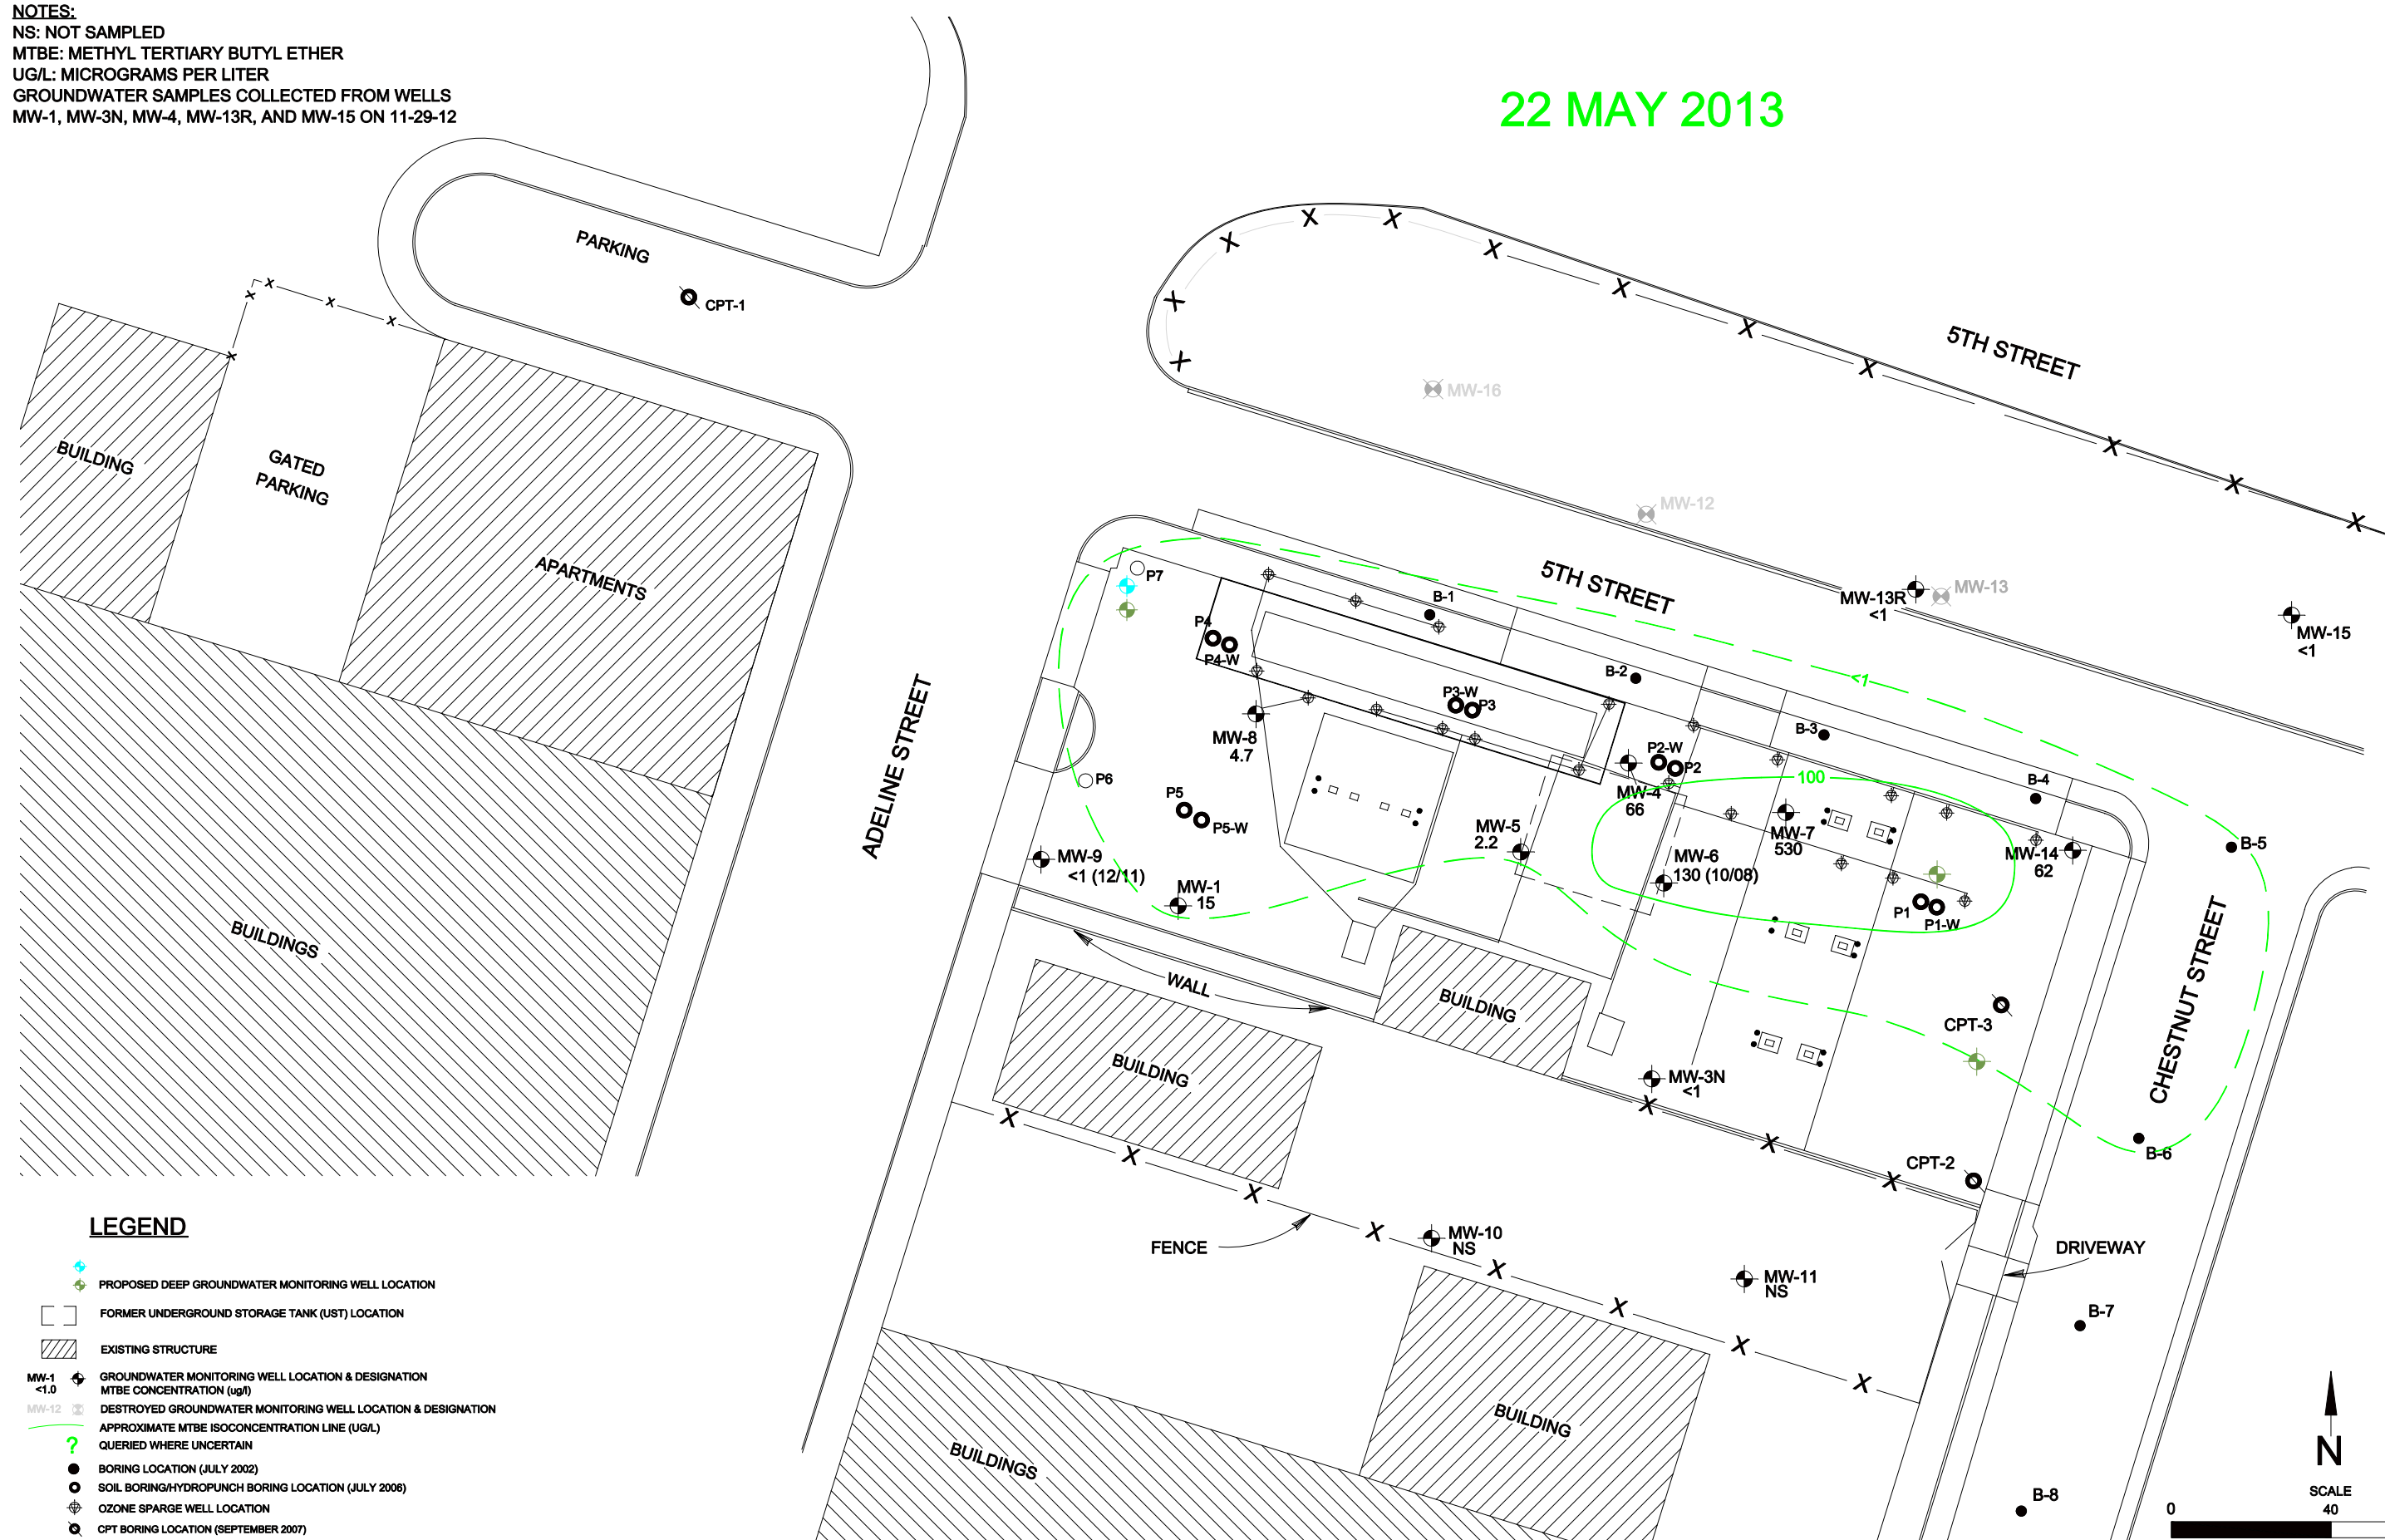 NOTES:
NS: NOT SAMPLED
MTBE: METHYL TERTIARY BUTYL ETHER
UG/L: MICROGRAMS PER LITER
GROUNDWATER SAMPLES COLLECTED FROM WELLS
MW-1, MW-3N, MW-4, MW-13R, AND MW-15 ON 11-29-12
22 MAY 2013
PARKING
CPT-1
5TH STREET
MW-16
BUILDING
GATED
PARKING
APARTMENTS
MW-12
5TH STREET
MW-13R
<1
MW-13
MW-15
<1
P7
B-1
P4
P4-W
B-2
P3-W
P3
<1
ADELINE STREET
MW-8
4.7
B-3
P2-W
P2
100
B-4
P6
P5
P5-W
MW-4
66
MW-5
2.2
MW-7
530
MW-14
62
B-5
MW-9
<1 (12/11)
MW-6
130 (10/08)
MW-1
15
P1
P1-W
BUILDINGS
WALL
BUILDING
CPT-3
CHESTNUT STREET
BUILDING
MW-3N
<1
B-6
CPT-2
FENCE
MW-10
NS
MW-11
NS
DRIVEWAY
B-7
BUILDINGS
BUILDING
B-8
N
SCALE
0
40
LEGEND
PROPOSED DEEP GROUNDWATER MONITORING WELL LOCATION
FORMER UNDERGROUND STORAGE TANK (UST) LOCATION
EXISTING STRUCTURE
MW-1
<1.0
GROUNDWATER MONITORING WELL LOCATION & DESIGNATION
MTBE CONCENTRATION (ug/l)
MW-12
DESTROYED GROUNDWATER MONITORING WELL LOCATION & DESIGNATION
APPROXIMATE MTBE ISOCONCENTRATION LINE (UG/L)
? QUERIED WHERE UNCERTAIN
BORING LOCATION (JULY 2002)
SOIL BORING/HYDROPUNCH BORING LOCATION (JULY 2006)
OZONE SPARGE WELL LOCATION
CPT BORING LOCATION (SEPTEMBER 2007)